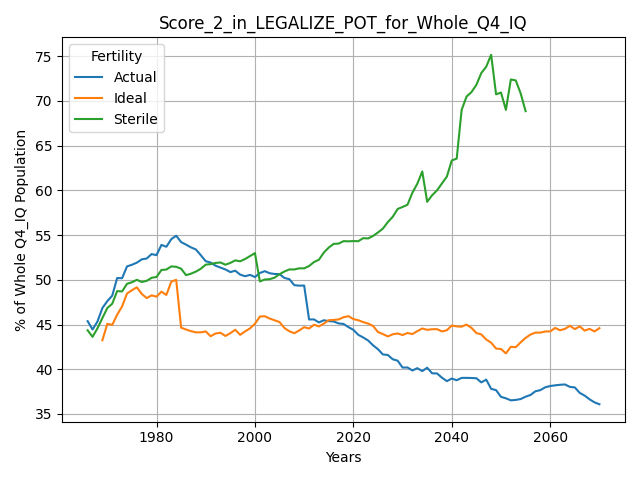 Score_2_in_LEGALIZE_POT_for_Whole_Q4_IQ
Fertility
Actual
Ideal
Sterile
% of Whole Q4_IQ Population
75
70
65
60
55
50
45
40
35
1980
2000
2020
2040
2060
Years